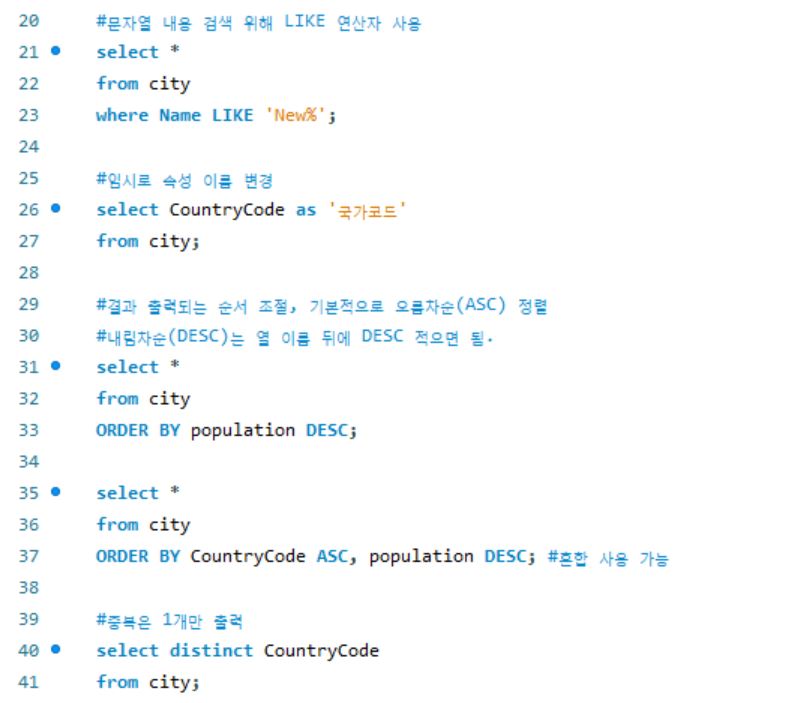 20 #문자열 내용 검색 위해 LIKE 연산자 사용
21 select *
22 from city
23 where Name LIKE 'New%';
24
25 #임시로 속성 이름 변경
26 select CountryCode as '국가코드'
27 from city;
28
29 #결과 출력되는 순서 조절, 기본적으로 오름차순(ASC) 정렬
30 #내림차순(DESC)는 열 이름 뒤에 DESC 적으면 됨.
31 select *
32 from city
33 ORDER BY population DESC;
34
35 select *
36 from city
37 ORDER BY CountryCode ASC, population DESC; #혼합 사용 가능
38
39 #중복은 1개만 출력
40 select distinct CountryCode
41 from city;